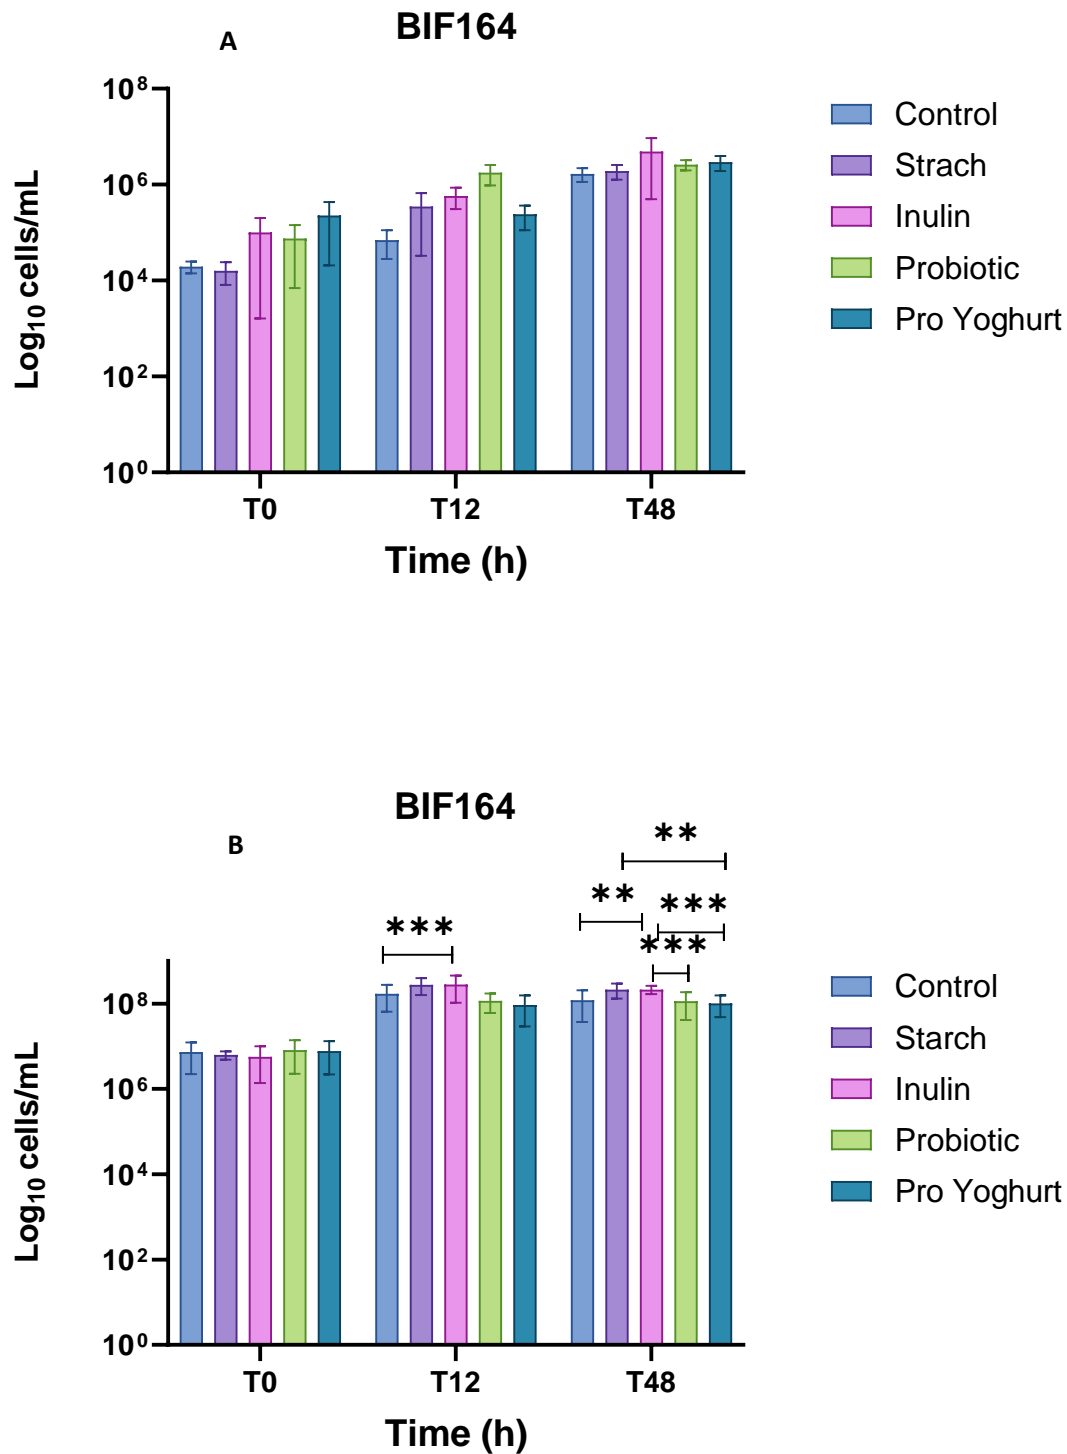 BIF164
A
10⁸
10⁶
10⁴
10²
10⁰
Log₁₀ cells/mL
T0 T12 T48
Time (h)
Control
Strach
Inulin
Probiotic
Pro Yoghurt
BIF164
B
**
** ***
*** ***
10⁸
10⁶
10⁴
10²
10⁰
Log₁₀ cells/mL
T0 T12 T48
Time (h)
Control
Starch
Inulin
Probiotic
Pro Yoghurt